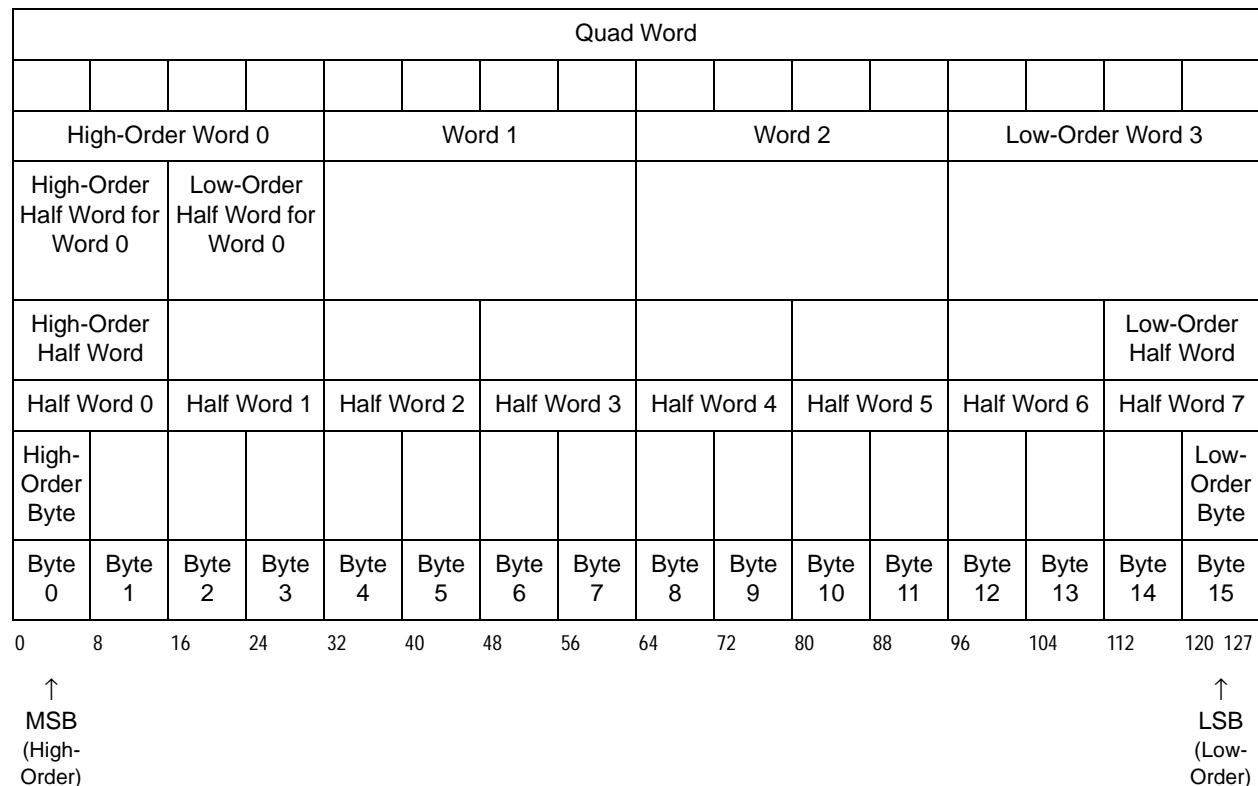 Quad Word
High-Order Word 0 Word 1 Word 2 Low-Order Word 3
High-Order Low-Order
Half Word for Half Word for
Word 0 Word 0
High-Order Low-Order
Half Word Half Word
Half Word 0 Half Word 1 Half Word 2 Half Word 3 Half Word 4 Half Word 5 Half Word 6 Half Word 7
High- Low-
Order Order
Byte Byte
Byte Byte Byte Byte Byte Byte Byte Byte Byte Byte Byte Byte Byte Byte Byte Byte
0 1 2 3 4 5 6 7 8 9 10 11 12 13 14 15
0 8 16 24 32 40 48 56 64 72 80 88 96 104 112 120 127
↑ ↑
MSB LSB
(High- (Low-
Order) Order)